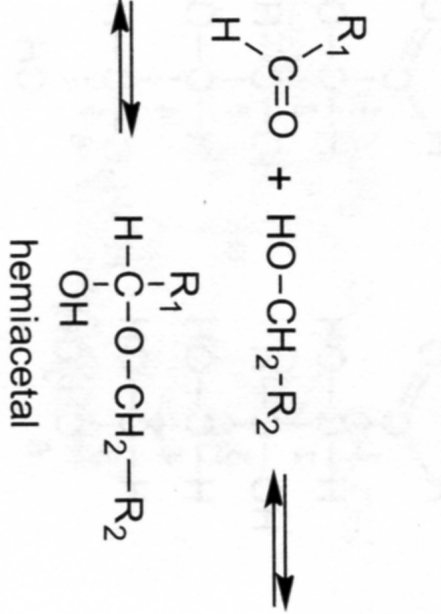 R₁
H C=O + HO–CH₂-R₂
R₁
H–C–O–CH₂–R₂
OH
hemiacetal